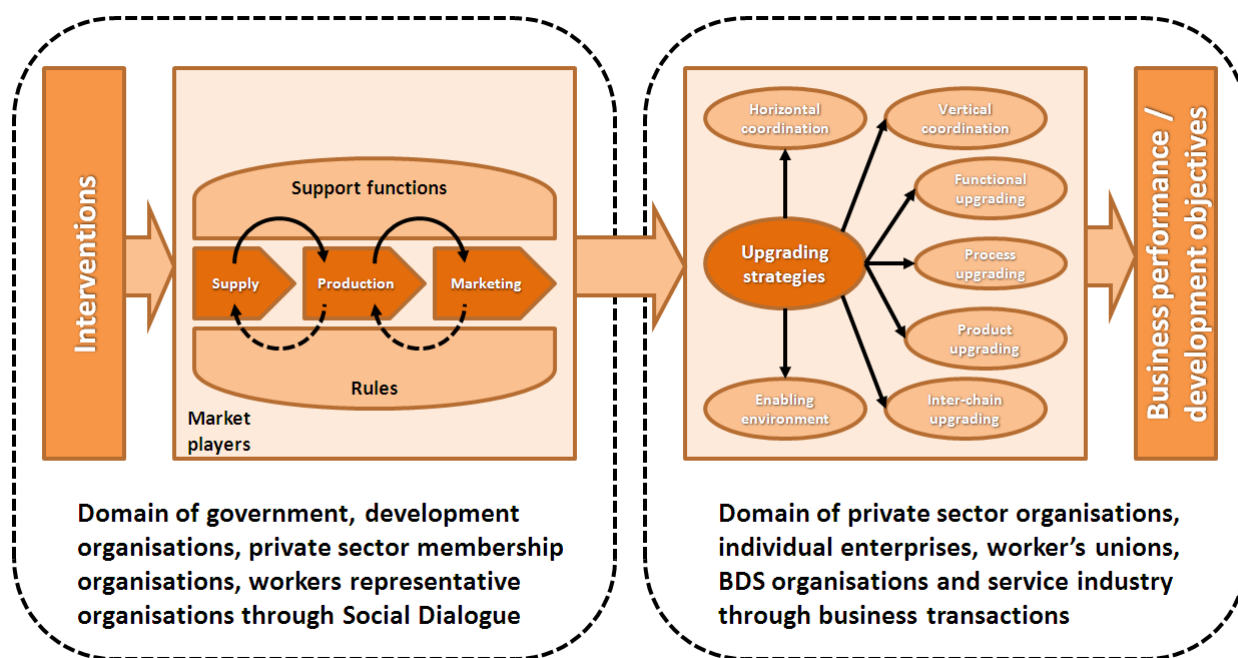 Interventions
Support functions
Supply
Production
Marketing
Rules
Market
players
Domain of government, development
organisations, private sector membership
organisations, workers representative
organisations through Social Dialogue
Horizontal
coordination
Vertical
coordination
Functional
upgrading
Upgrading
strategies
Process
upgrading
Product
upgrading
Enabling
environment
Inter-chain
upgrading
Business performance /
development objectives
Domain of private sector organisations,
individual enterprises, worker’s unions,
BDS organisations and service industry
through business transactions